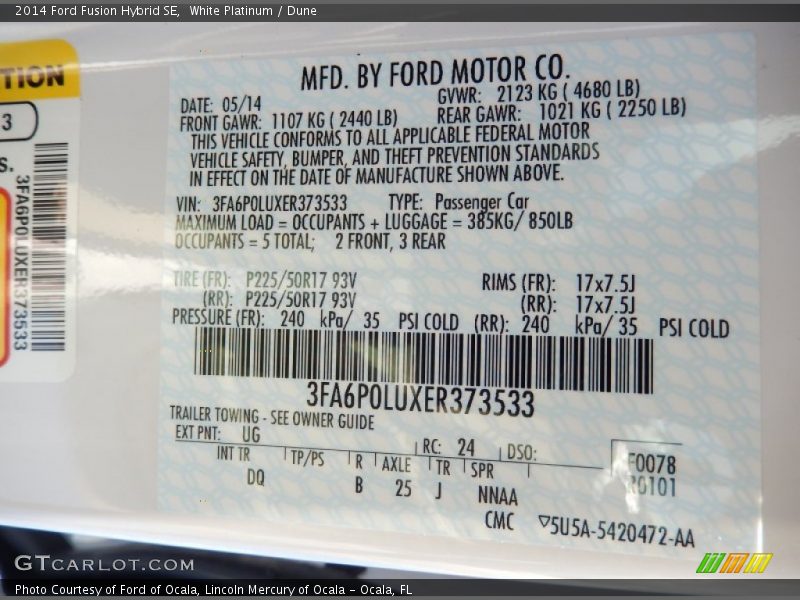 2014 Ford Fusion Hybrid SE, White Platinum / Dune
TION
3
S.
3FA6P0LUXER373533
MFD. BY FORD MOTOR CO.
DATE: 05/14 GVWR: 2123 KG ( 4680 LB)
FRONT GAWR: 1107 KG ( 2440 LB) REAR GAWR: 1021 KG ( 2250 LB)
THIS VEHICLE CONFORMS TO ALL APPLICABLE FEDERAL MOTOR
VEHICLE SAFETY, BUMPER, AND THEFT PREVENTION STANDARDS
IN EFFECT ON THE DATE OF MANUFACTURE SHOWN ABOVE.
VIN: 3FA6P0LUXER373533 TYPE: Passenger Car
MAXIMUM LOAD = OCCUPANTS + LUGGAGE = 385KG/ 850LB
OCCUPANTS = 5 TOTAL; 2 FRONT, 3 REAR
TIRE (FR): P225/50R17 93V RIMS (FR): 17x7.5J
(RR): P225/50R17 93V (RR): 17x7.5J
PRESSURE (FR): 240 kPa/ 35 PSI COLD (RR): 240 kPa/ 35 PSI COLD
3FA6P0LUXER373533
TRAILER TOWING - SEE OWNER GUIDE
EXT PNT: UG RC: 24 DSO: F0078
INT TR TP/PS R AXLE TR SPR R0101
DQ B 25 J NNAA
CMC ▽5U5A-5420472-AA
GTCARLOT.COM
Photo Courtesy of Ford of Ocala, Lincoln Mercury of Ocala - Ocala, FL